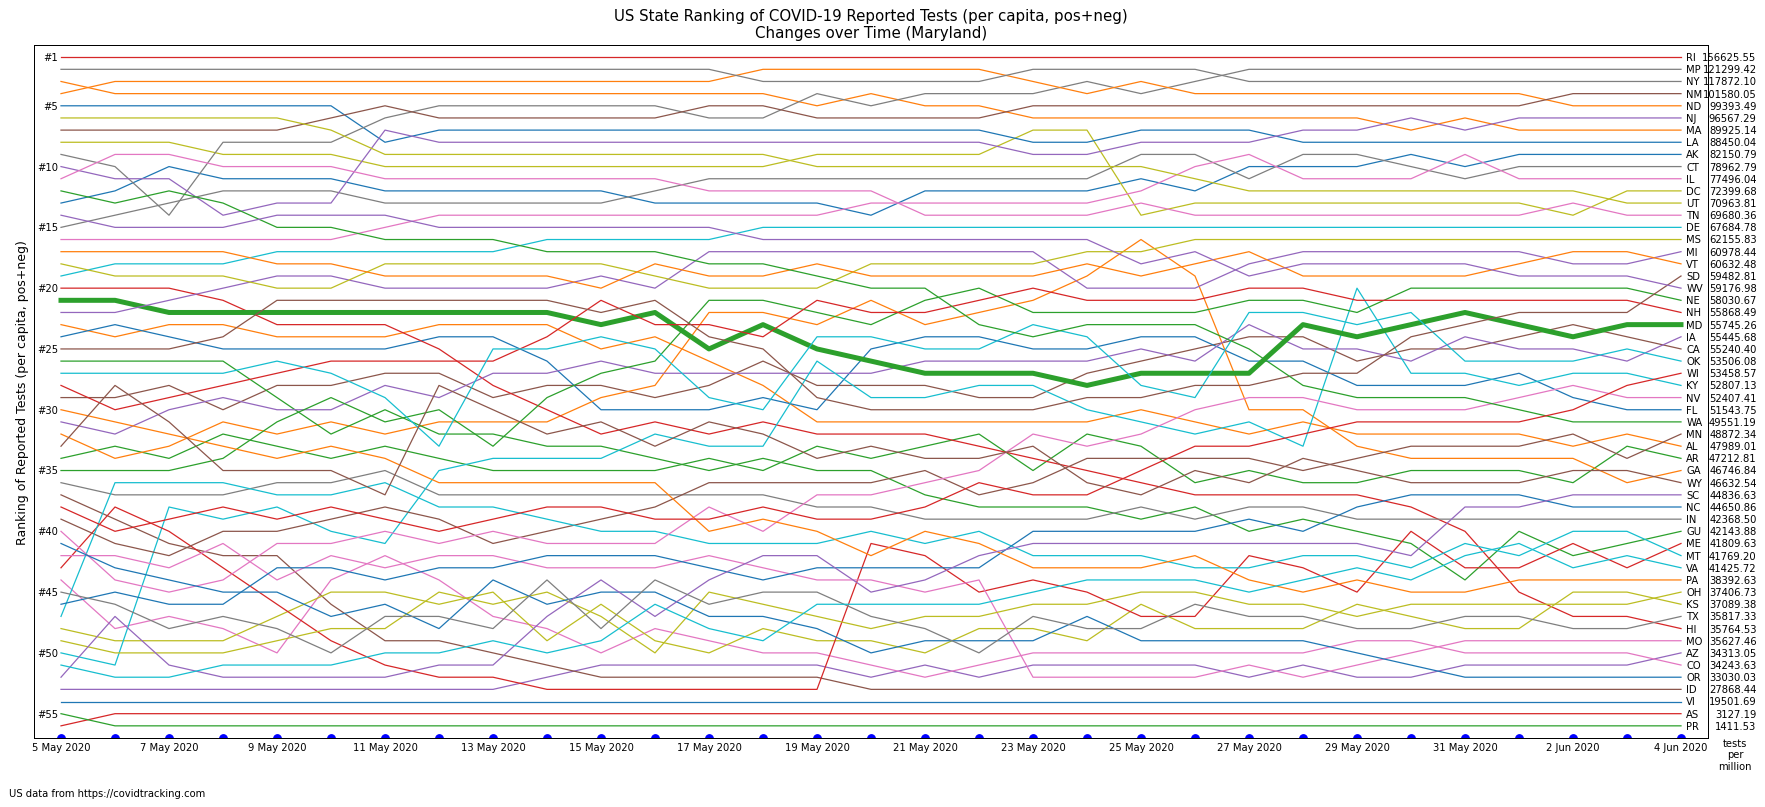 US State Ranking of COVID-19 Reported Tests (per capita, pos+neg)
Changes over Time (Maryland)
Ranking of Reported Tests (per capita, pos+neg)
#1
#5
#10
#15
#20
#25
#30
#35
#40
#45
#50
#55
RI 156625.55
MP 121299.42
NY 117872.10
NM 101580.05
ND 99393.49
NJ 96567.29
MA 89925.14
LA 88450.04
AK 82150.79
CT 78962.79
IL 77496.04
DC 72399.68
UT 70963.81
TN 69680.36
DE 67684.78
MS 62155.83
MI 60978.44
VT 60632.48
SD 59482.81
WV 59176.98
NE 58030.67
NH 55868.49
MD 55745.26
IA 55445.68
CA 55240.40
OK 53506.08
WI 53458.57
KY 52807.13
NV 52407.41
FL 51543.75
WA 49551.19
MN 48872.34
AL 47989.01
AR 47212.81
GA 46746.84
WY 46632.54
SC 44836.63
NC 44650.86
IN 42368.50
GU 42143.88
ME 41809.63
MT 41769.20
VA 41425.72
PA 38392.63
OH 37406.73
KS 37089.38
TX 35817.33
HI 35764.53
MO 35627.46
AZ 34313.05
CO 34243.63
OR 33030.03
ID 27868.44
VI 19501.69
AS 3127.19
PR 1411.53
5 May 2020 7 May 2020 9 May 2020 11 May 2020 13 May 2020 15 May 2020 17 May 2020 19 May 2020 21 May 2020 23 May 2020 25 May 2020 27 May 2020 29 May 2020 31 May 2020 2 Jun 2020 4 Jun 2020
tests
per
million
US data from https://covidtracking.com